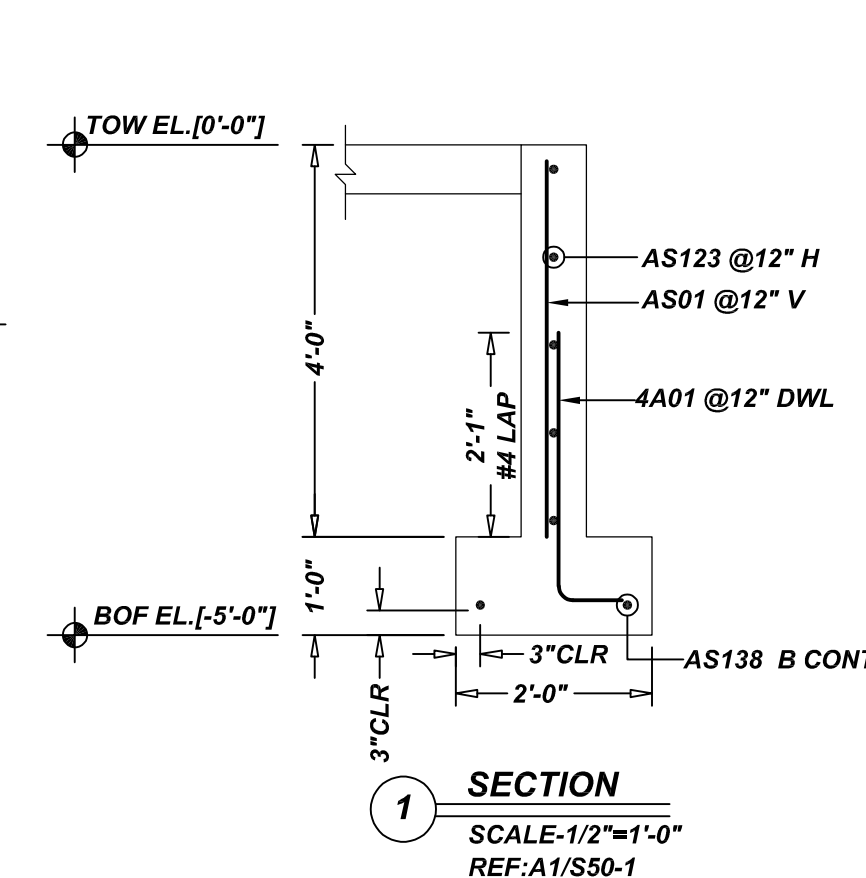 TOW EL.[0'-0"]
AS123 @12" H
AS01 @12" V
4'-0"
2'-1"
#4 LAP
4A01 @12" DWL
1'-0"
BOF EL.[-5'-0"]
3"CLR
AS138 B CONT
2'-0"
3"CLR
1
SECTION
SCALE-1/2"=1'-0"
REF:A1/S50-1